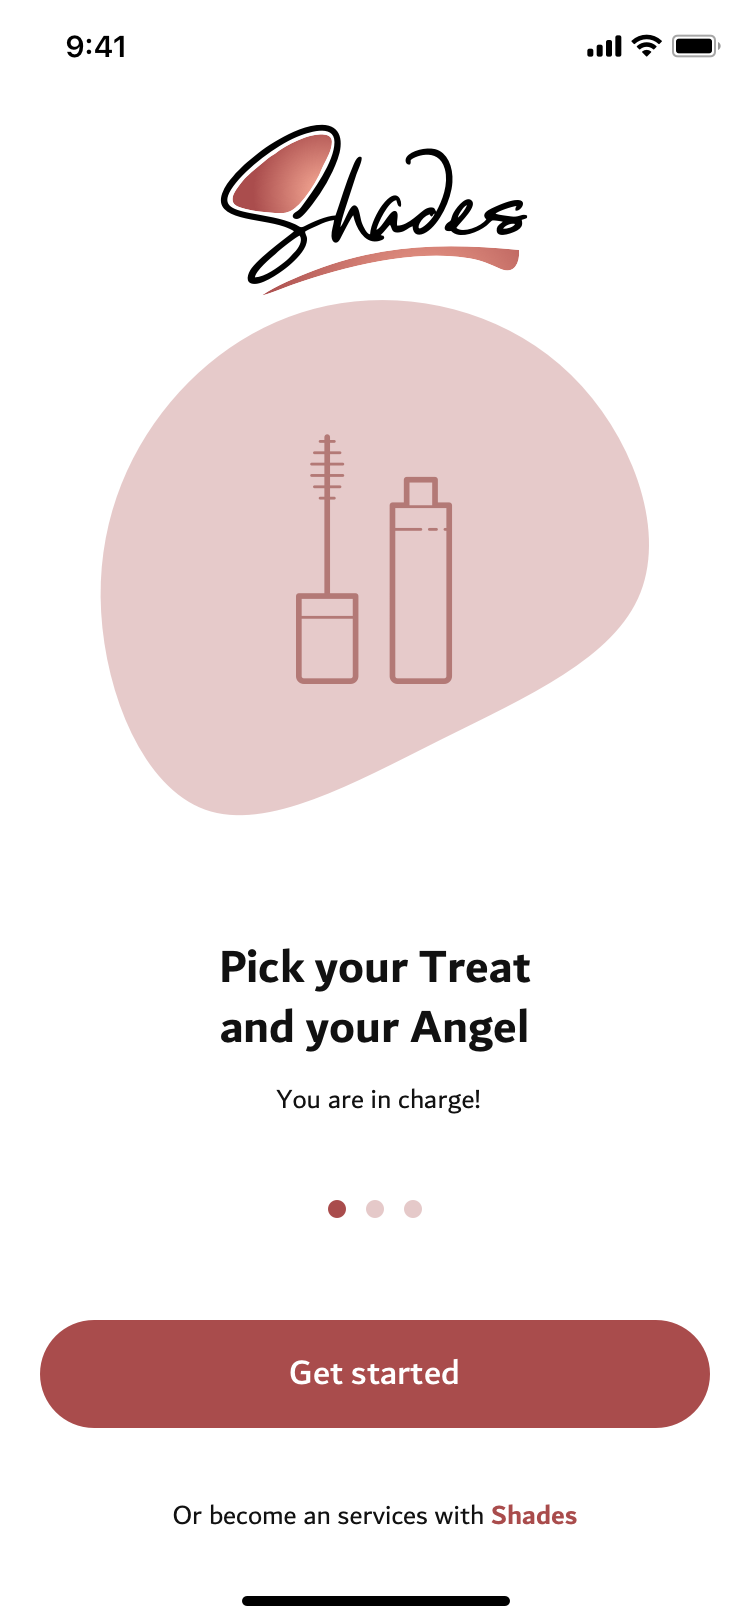 9:41
Shades
Pick your Treat
and your Angel
You are in charge!
Get started
Or become an services with Shades